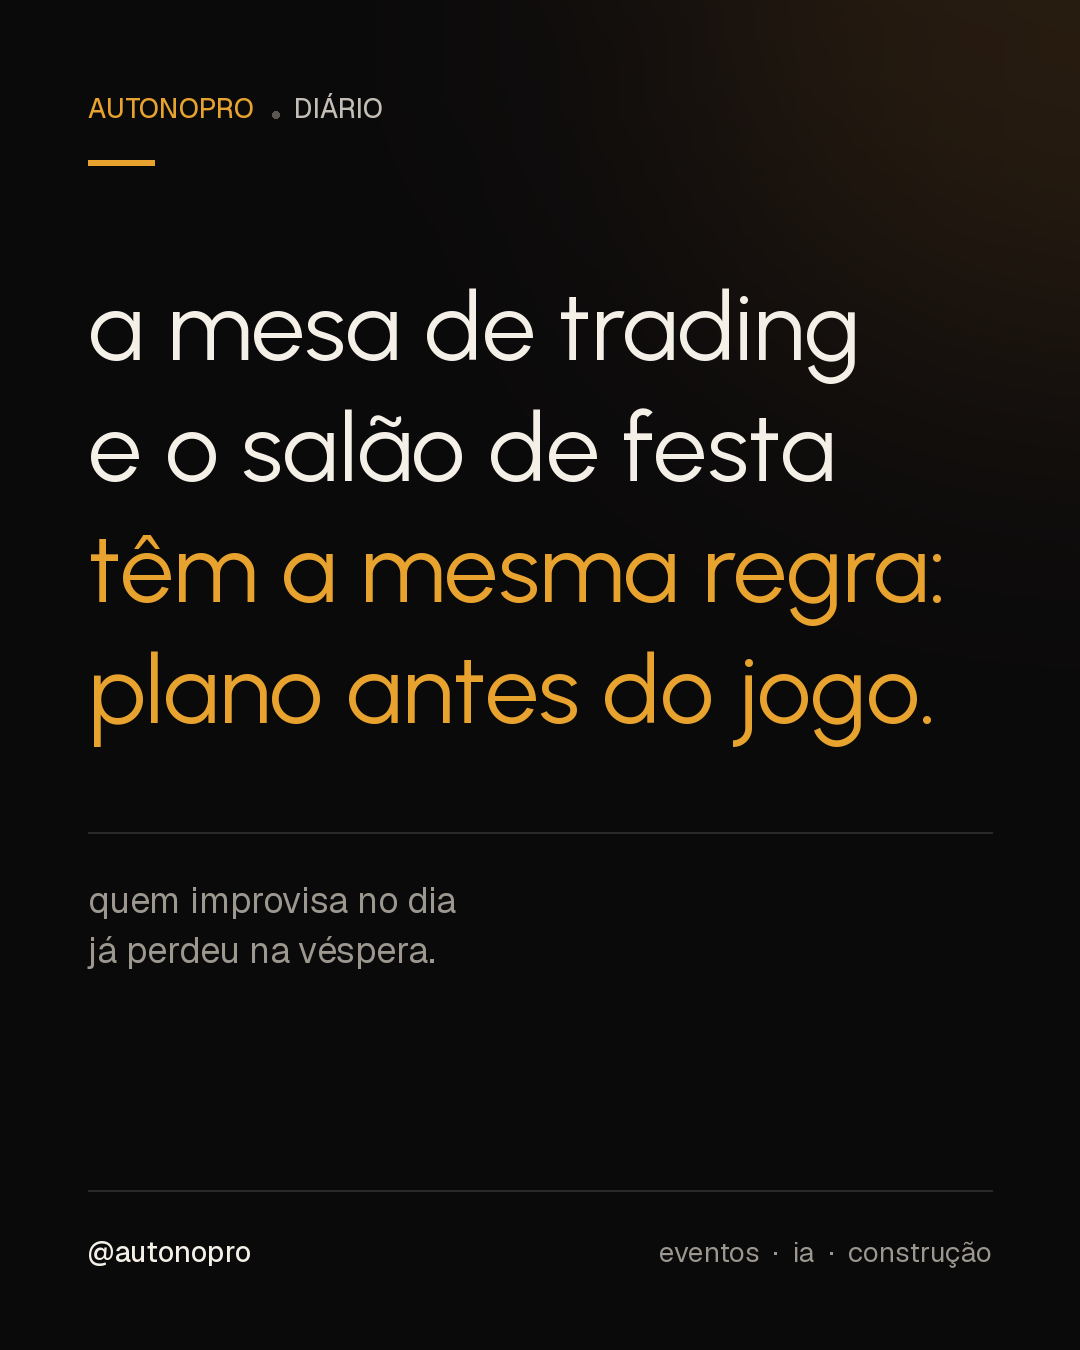 AUTONOPRO • DIÁRIO
a mesa de trading
e o salão de festa
têm a mesma regra:
plano antes do jogo.
quem improvisa no dia
já perdeu na véspera.
@autonopro
eventos · ia · construção